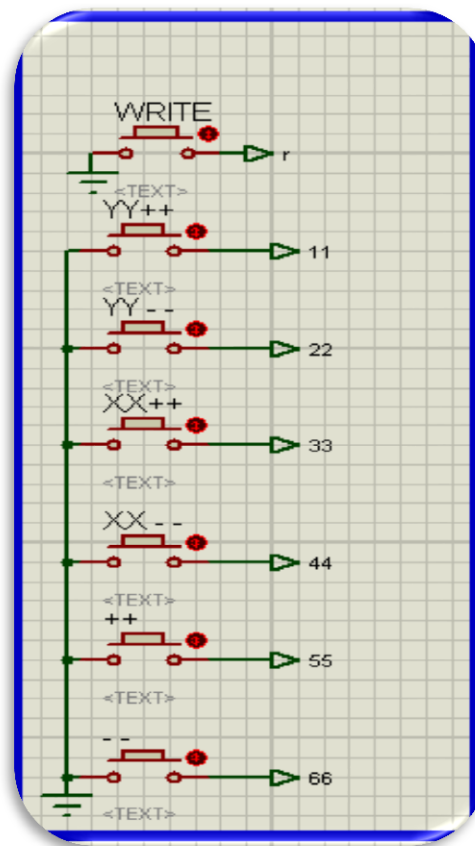 WRITE
r
<TEXT>
YY++
11
<TEXT>
YY--
22
<TEXT>
XX++
33
<TEXT>
XX--
44
<TEXT>
++
55
<TEXT>
--
66
<TEXT>